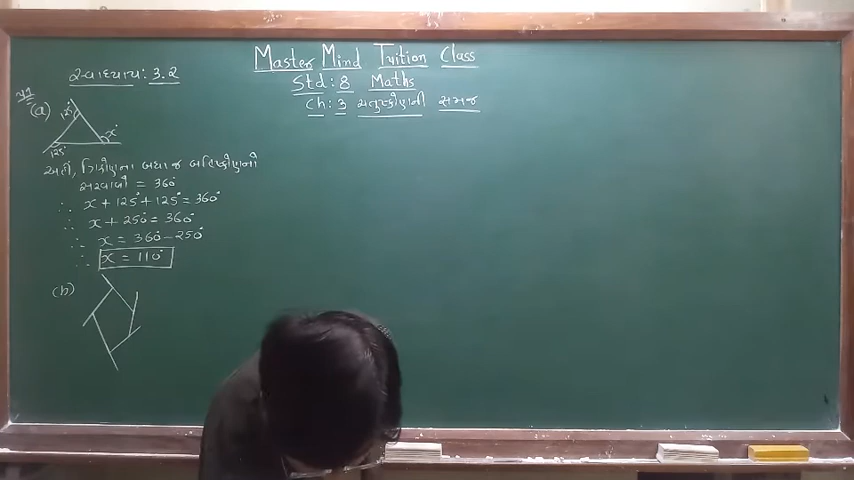 Master Mind Tuition Class
Std: 8 Maths
Ch: 3 ચતુષ્કોણની સમજ
સ્વાધ્યાય: 3.2
(a)
125°
x°
125°
અહીં, ત્રિકોણના બધા જ બહિષ્કોણનો
સરવાળો = 360°
∴ x + 125° + 125° = 360°
∴ x + 250° = 360°
∴ x = 360° - 250°
∴ x = 110°
(b)